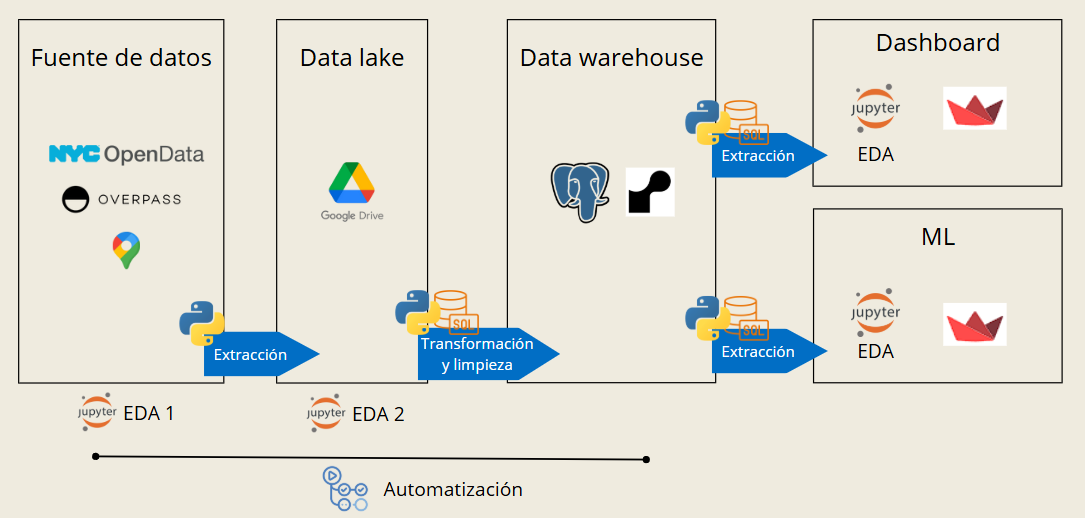 Fuente de datos
NYC OpenData
OVERPASS
Extracción
jupyter EDA 1
Data lake
Google Drive
SQL
Transformación
y limpieza
jupyter EDA 2
Data warehouse
SQL
Extracción
SQL
Extracción
Dashboard
jupyter
EDA
ML
jupyter
EDA
Automatización